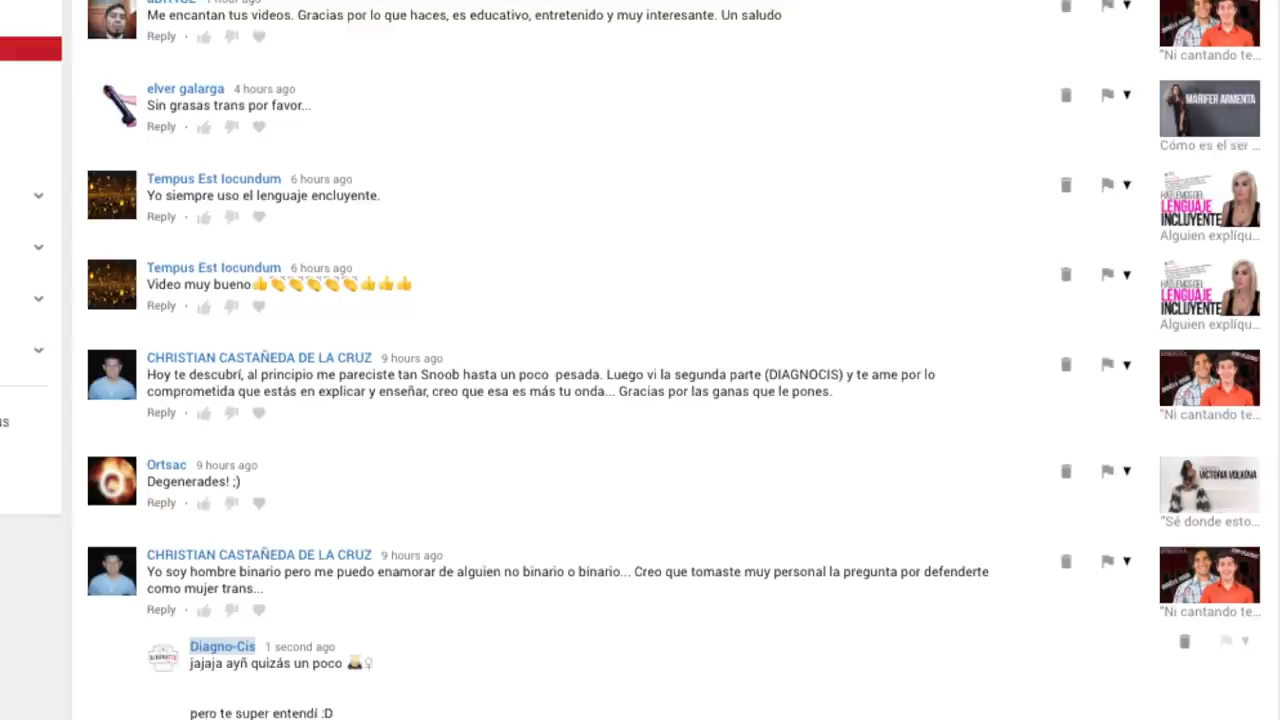 Me encantan tus videos. Gracias por lo que haces, es educativo, entretenido y muy interesante. Un saludo
Reply ·
"Ni cantando te...
elver galarga 4 hours ago
Sin grasas trans por favor...
Reply ·
MARIFER ARMENTA
Cómo es el ser ...
Tempus Est Iocundum 6 hours ago
Yo siempre uso el lenguaje encluyente.
Reply ·
HABLEMOS DEL
LENGUAJE
INCLUYENTE
Alguien explíqu...
Tempus Est Iocundum 6 hours ago
Video muy bueno👍👏👏👏👏👏👍👍👍
Reply ·
HABLEMOS DEL
LENGUAJE
INCLUYENTE
Alguien explíqu...
CHRISTIAN CASTAÑEDA DE LA CRUZ 9 hours ago
Hoy te descubrí, al principio me pareciste tan Snoob hasta un poco pesada. Luego vi la segunda parte (DIAGNOCIS) y te ame por lo
comprometida que estás en explicar y enseñar, creo que esa es más tu onda... Gracias por las ganas que le pones.
Reply ·
"Ni cantando te...
Ortsac 9 hours ago
Degenerades! ;)
Reply ·
VICTORIA VOLKOVA
"Sé donde esto...
CHRISTIAN CASTAÑEDA DE LA CRUZ 9 hours ago
Yo soy hombre binario pero me puedo enamorar de alguien no binario o binario... Creo que tomaste muy personal la pregunta por defenderte
como mujer trans...
Reply ·
"Ni cantando te...
Diagno-Cis 1 second ago
jajaja ayñ quizás un poco 🙇♀
pero te super entendí :D